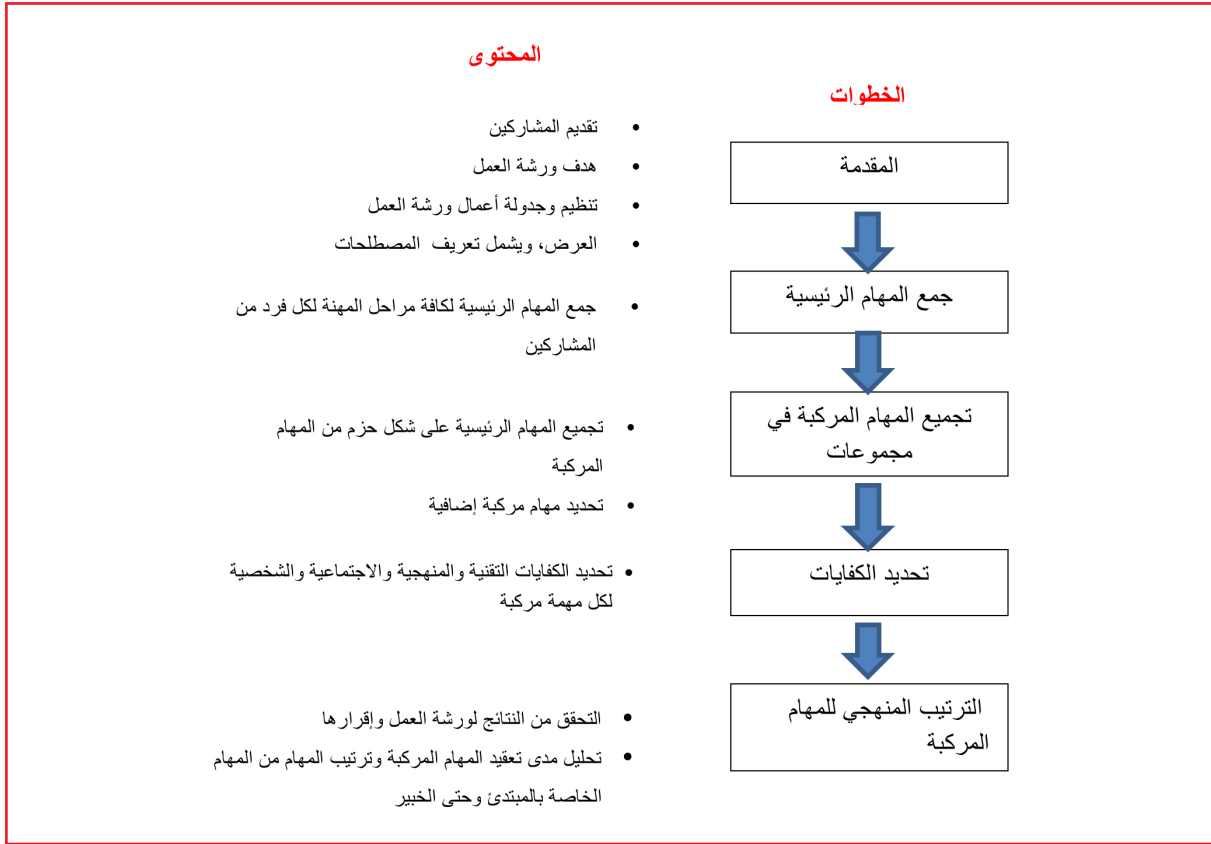 المحتوى
الخطوات
المقدمة
• تقديم المشاركين
• هدف ورشة العمل
• تنظيم وجدولة أعمال ورشة العمل
• العرض، ويشمل تعريف المصطلحات
جمع المهام الرئيسية
• جمع المهام الرئيسية لكافة مراحل المهنة لكل فرد من
المشاركين
تجميع المهام المركبة في
مجموعات
• تجميع المهام الرئيسية على شكل حزم من المهام
المركبة
• تحديد مهام مركبة إضافية
تحديد الكفايات
• تحديد الكفايات التقنية والمنهجية والاجتماعية والشخصية
لكل مهمة مركبة
الترتيب المنهجي للمهام
المركبة
• التحقق من النتائج لورشة العمل وإقرارها
• تحليل مدى تعقيد المهام المركبة وترتيب المهام من المهام
الخاصة بالمبتدئ وحتى الخبير